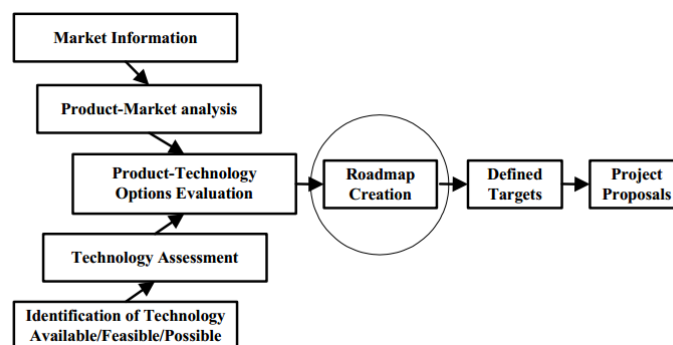 Market Information
Product-Market analysis
Product-Technology
Options Evaluation
Roadmap
Creation
Defined
Targets
Project
Proposals
Technology Assessment
Identification of Technology
Available/Feasible/Possible